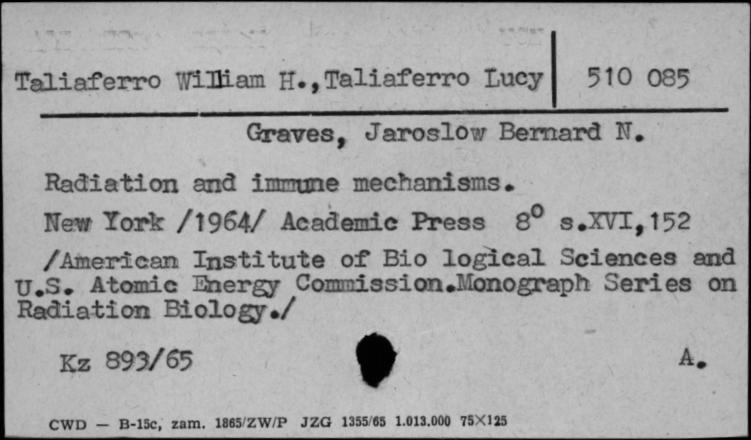 Taliaferro William H.,Taliaferro Lucy 510 085
Graves, Jaroslow Bernard N.
Radiation and immune mechanisms.
New York /1964/ Academic Press 8° s.XVI,152
/American Institute of Bio logical Sciences and
U.S. Atomic Energy Commission.Monograph Series on
Radiation Biology./
Kz 893/65 A.
CWD — B-15c, zam. 1865/ZW/P JZG 1355/65 1.013.000 75×125